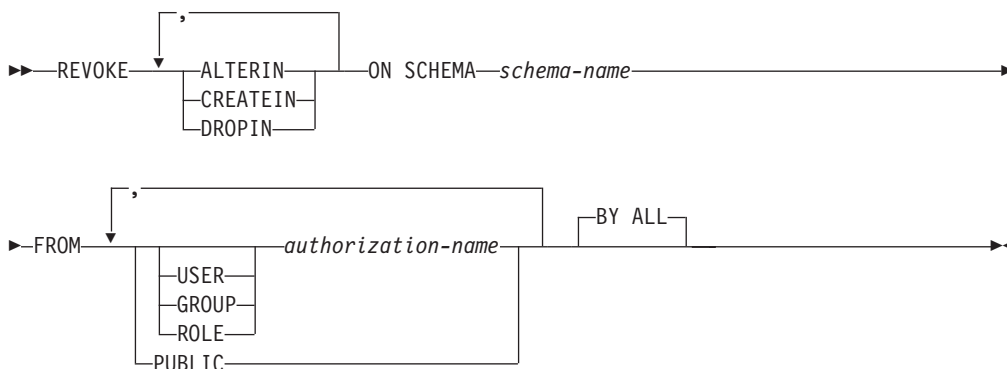 ,
REVOKE ALTERIN ON SCHEMA schema-name
CREATEIN
DROPIN
,
BY ALL
FROM authorization-name
USER
GROUP
ROLE
PUBLIC